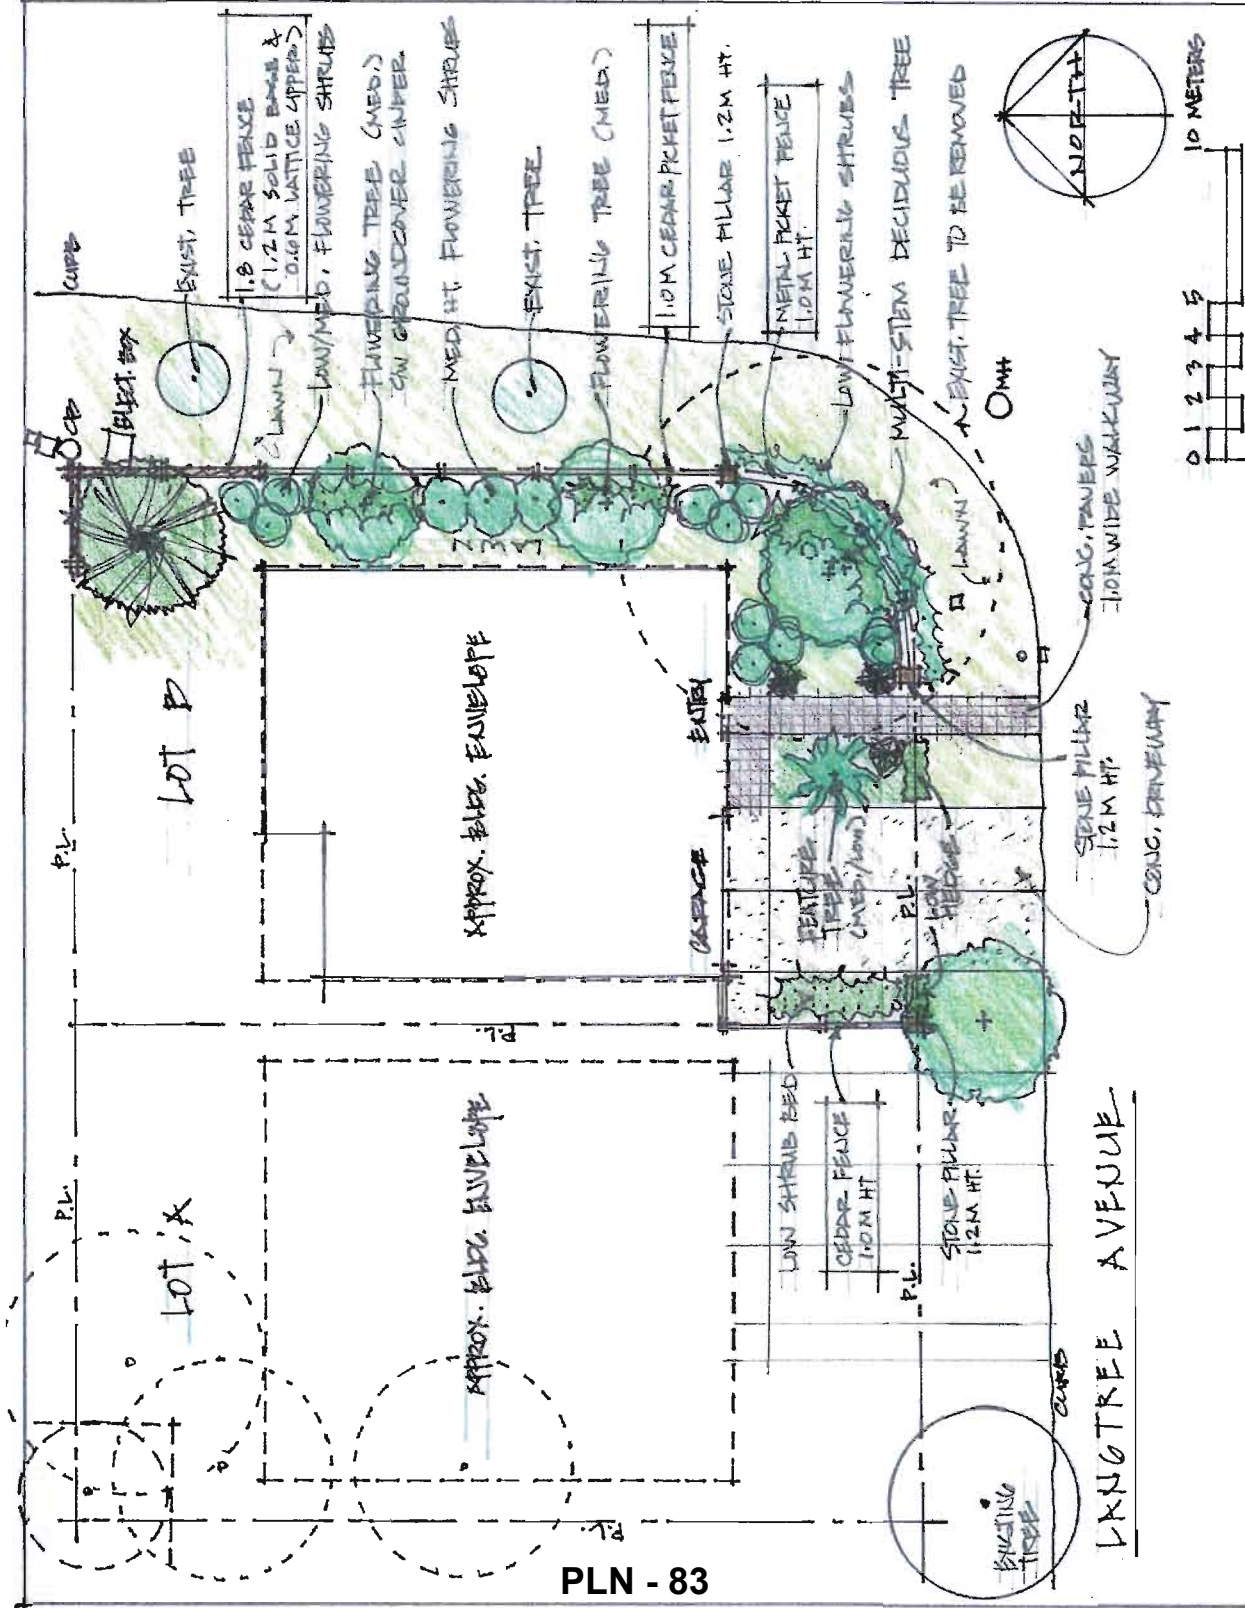 CURB
EXIST. TREE
1.8 CEDAR FENCE
(1.2M SOLID BASE &
0.6M. LATTICE UPPER)
LAWN
LOW/MED. FLOWERING SHRUBS
FLOWERING TREE (MED.)
C/W GROUNDCOVER UNDER
MED. HT. FLOWERING SHRUBS
EXIST. TREE
FLOWERING TREE (MED.)
1.0M CEDAR PICKET FENCE
STONE PILLAR 1.2M HT.
METAL PICKET FENCE
1.0M HT.
LOW FLOWERING SHRUBS
MULTI-STEM DECIDUOUS TREE
EXIST. TREE TO BE REMOVED
NORTH
CB
ELECT. BOX
MH
(LAWN)
0 1 2 3 4 5 10 METERS
CONC. PAVERS
1.0M WIDE WALKWAY
LOT B
P.L.
APPROX. BLDG. ENVELOPE
ENTRY
GARAGE
FEATURE
TREE
(MED/LOW)
P.L.
LOW
HEDGE
STONE PILLAR
1.2M HT.
CONC. DRIVEWAY
P.L.
LOT A
P.L.
APPROX. BLDG. ENVELOPE
LOW SHRUB BED
CEDAR FENCE
1.0M HT
STONE PILLAR
1.2M HT.
P.L.
P.L.
EXISTING
TREE
CURB
LANGTREE AVENUE
PLN - 83